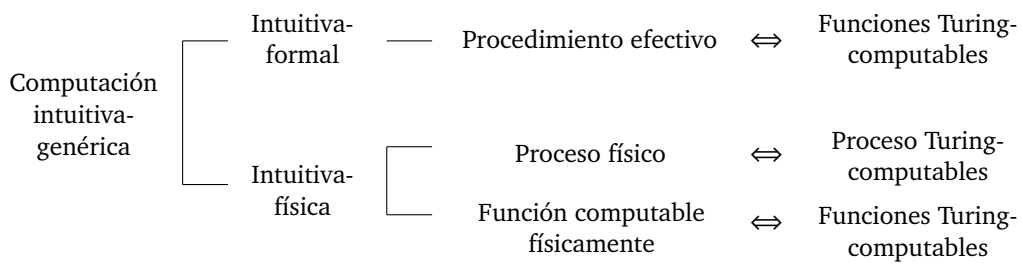 Computación
intuitiva-
genérica
Intuitiva-
formal
Procedimiento efectivo
⇔
Funciones Turing-
computables
Intuitiva-
física
Proceso físico
⇔
Proceso Turing-
computables
Función computable
físicamente
⇔
Funciones Turing-
computables